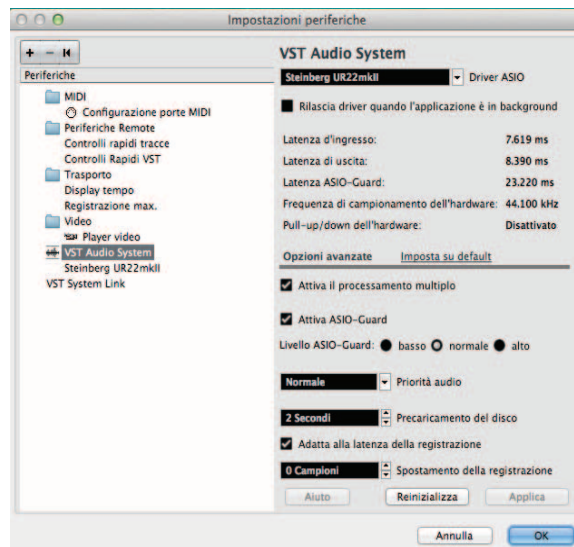 Impostazioni periferiche
+ -
Periferiche
MIDI
Configurazione porte MIDI
Periferiche Remote
Controlli rapidi tracce
Controlli Rapidi VST
Trasporto
Display tempo
Registrazione max.
Video
Player video
VST Audio System
Steinberg UR22mkII
VST System Link
VST Audio System
Steinberg UR22mkII Driver ASIO
Rilascia driver quando l'applicazione è in background
Latenza d'ingresso: 7.619 ms
Latenza di uscita: 8.390 ms
Latenza ASIO-Guard: 23.220 ms
Frequenza di campionamento dell'hardware: 44.100 kHz
Pull-up/down dell'hardware: Disattivato
Opzioni avanzate Imposta su default
Attiva il processamento multiplo
Attiva ASIO-Guard
Livello ASIO-Guard: basso normale alto
Normale Priorità audio
2 Secondi Precaricamento del disco
Adatta alla latenza della registrazione
0 Campioni Spostamento della registrazione
Aiuto Reinizializza Applica
Annulla OK